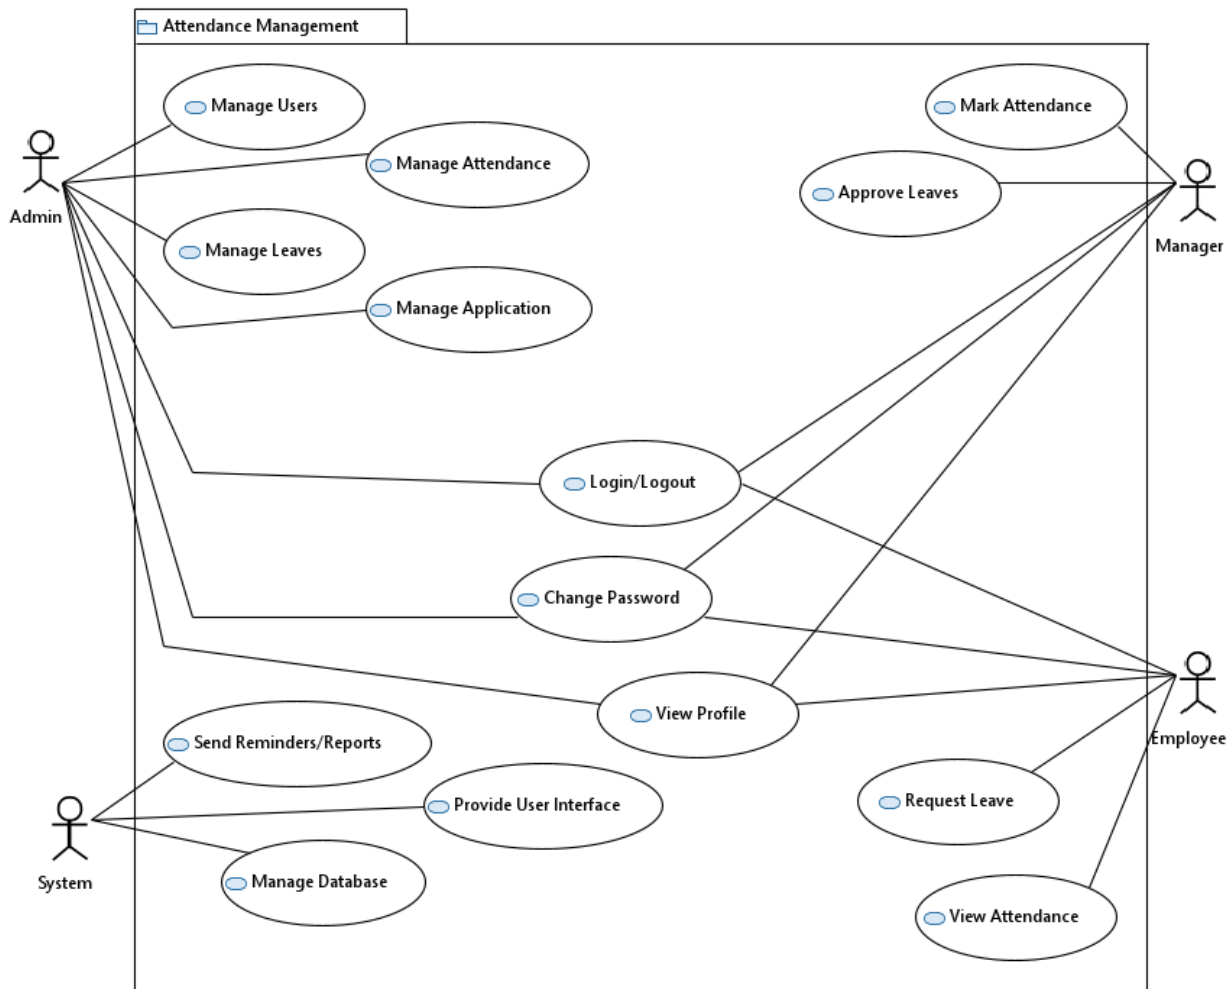 Attendance Management
Manage Users
Mark Attendance
Manage Attendance
Approve Leaves
Admin
Manager
Manage Leaves
Manage Application
Login/Logout
Change Password
View Profile
Employee
Send Reminders/Reports
Request Leave
Provide User Interface
System
Manage Database
View Attendance